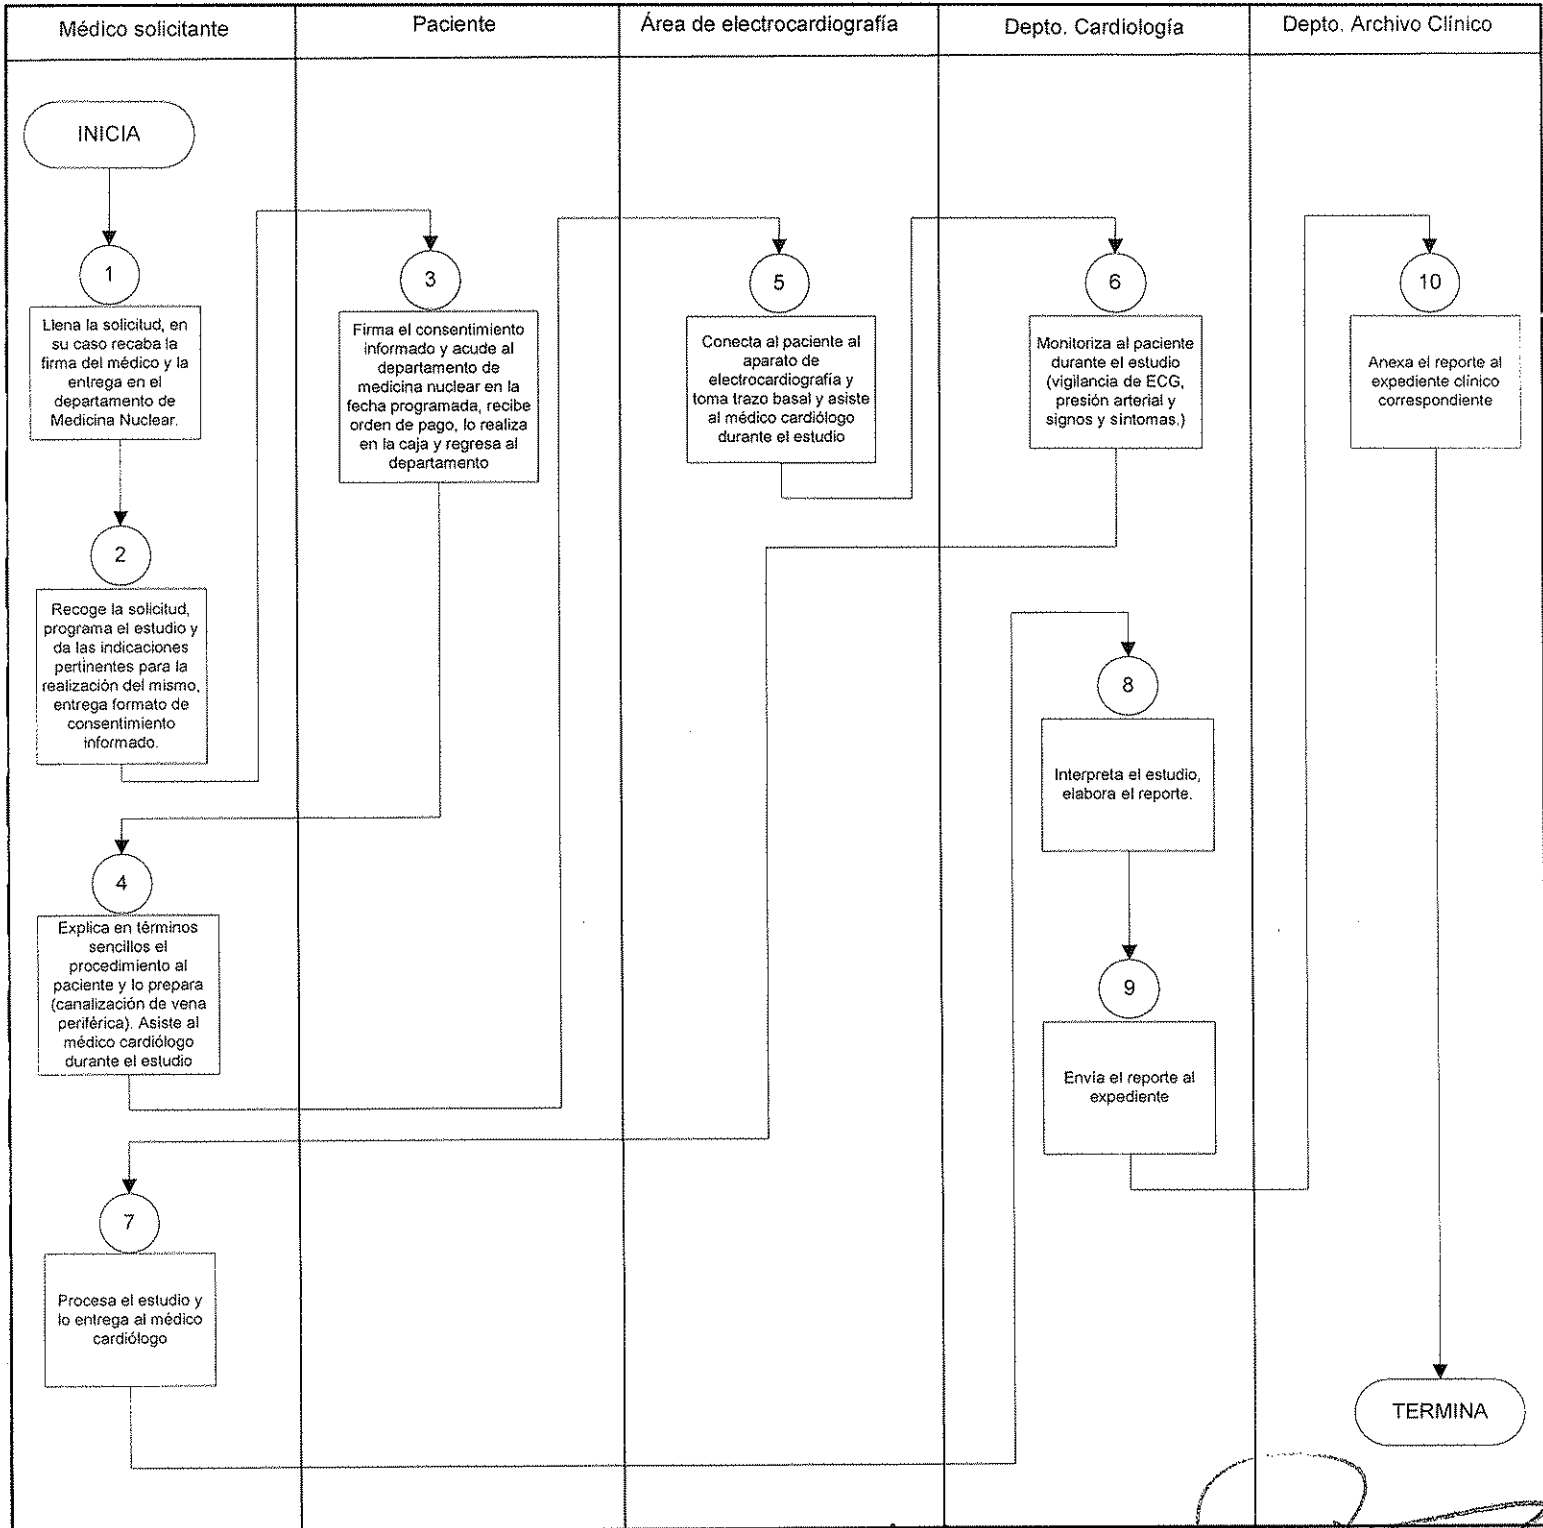 Médico solicitante
Paciente
Área de electrocardiografía
Depto. Cardiología
Depto. Archivo Clínico
INICIA
1
Llena la solicitud, en
su caso recaba la
firma del médico y la
entrega en el
departamento de
Medicina Nuclear.
2
Recoge la solicitud,
programa el estudio y
da las indicaciones
pertinentes para la
realización del mismo,
entrega formato de
consentimiento
informado.
3
Firma el consentimiento
informado y acude al
departamento de
medicina nuclear en la
fecha programada, recibe
orden de pago, lo realiza
en la caja y regresa al
departamento
4
Explica en términos
sencillos el
procedimiento al
paciente y lo prepara
(canalización de vena
periférica). Asiste al
médico cardiólogo
durante el estudio
5
Conecta al paciente al
aparato de
electrocardiografía y
toma trazo basal y asiste
al médico cardiólogo
durante el estudio
6
Monitoriza al paciente
durante el estudio
(vigilancia de ECG,
presión arterial y
signos y síntomas.)
7
Procesa el estudio y
lo entrega al médico
cardiólogo
8
Interpreta el estudio,
elabora el reporte.
9
Envía el reporte al
expediente
10
Anexa el reporte al
expediente clínico
correspondiente
TERMINA